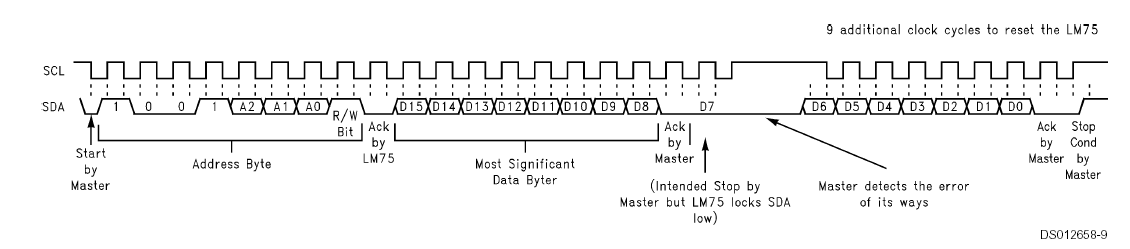 9 additional clock cycles to reset the LM75
SCL
SDA
1 0 0 1 A2 A1 A0 R/W Bit
D15 D14 D13 D12 D11 D10 D9 D8
D7
D6 D5 D4 D3 D2 D1 D0
Start
by
Master
Address Byte
Ack
by
LM75
Most Significant
Data Byter
Ack
by
Master
(Intended Stop by
Master but LM75 locks SDA
low)
Master detects the error
of its ways
Ack
by
Master
Stop
Cond
by
Master
DS012658-9